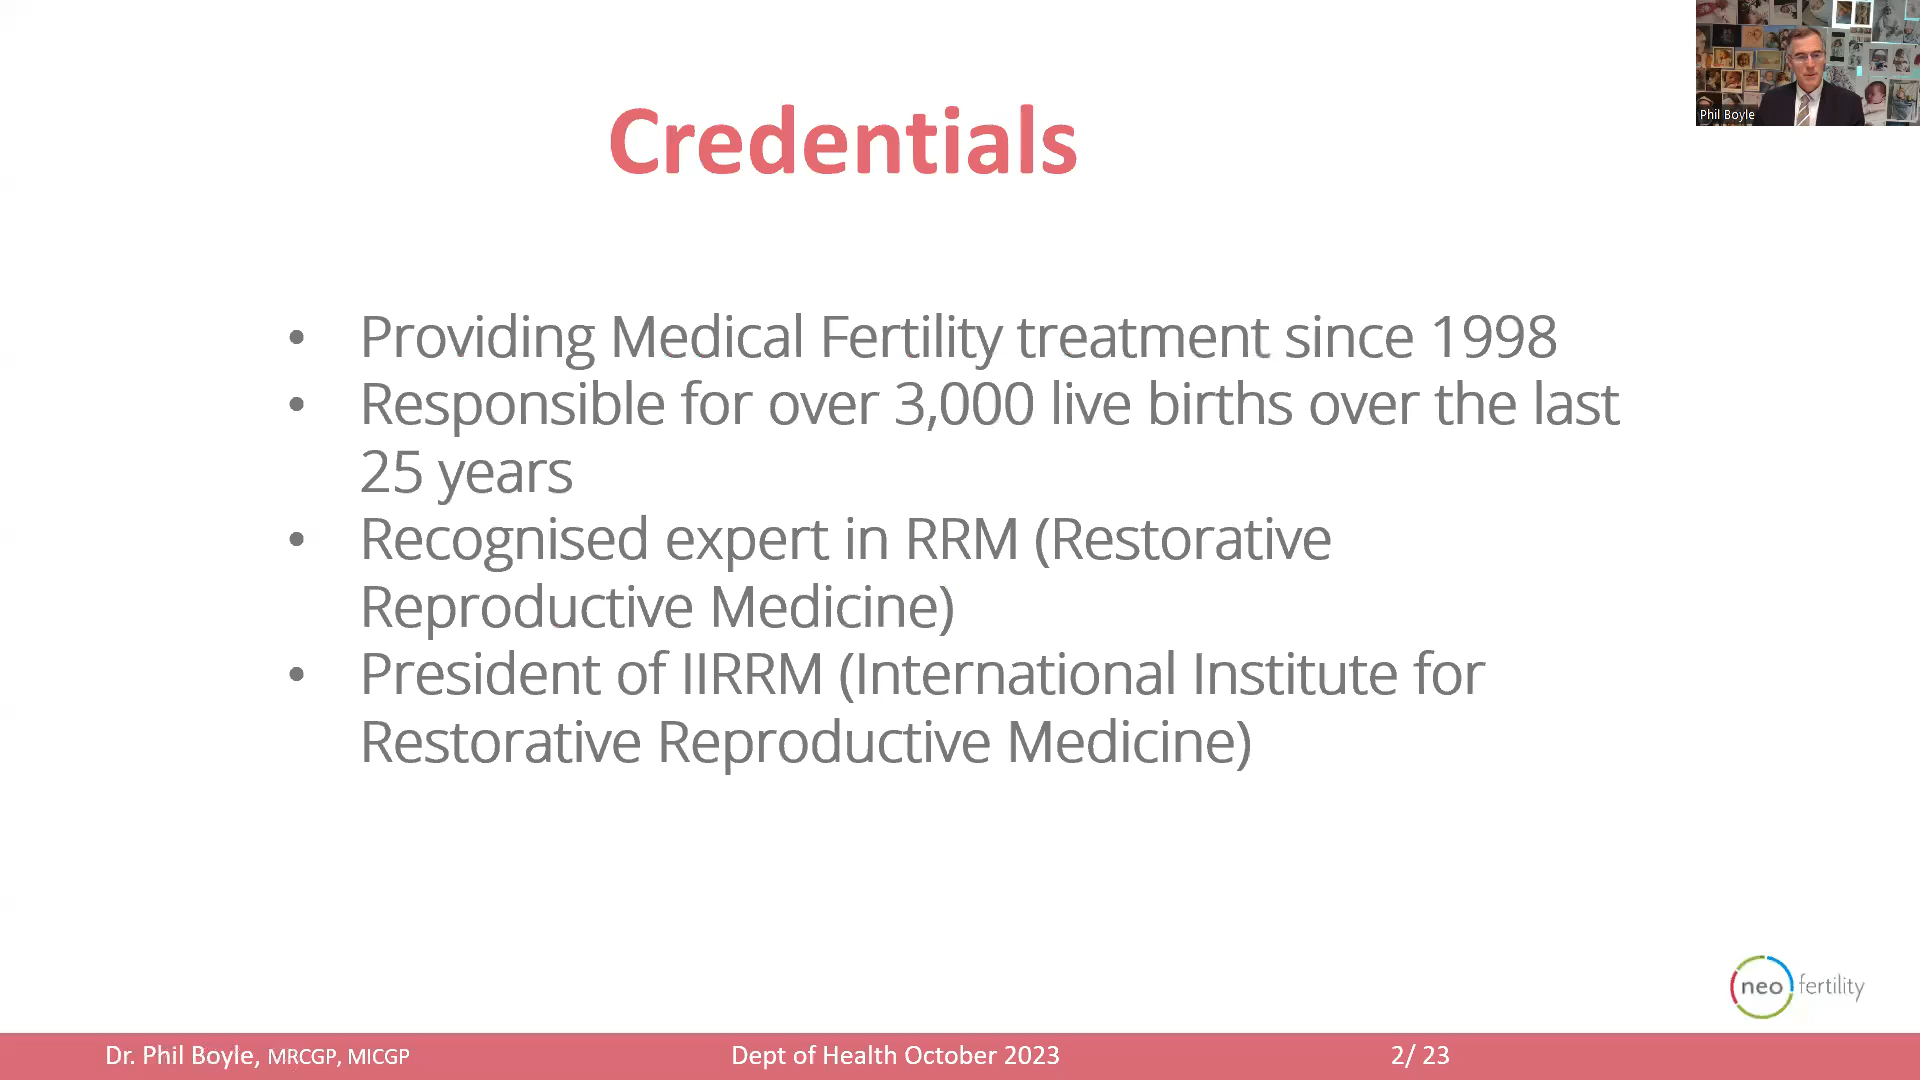 Phil Boyle
Credentials
• Providing Medical Fertility treatment since 1998
• Responsible for over 3,000 live births over the last
25 years
• Recognised expert in RRM (Restorative
Reproductive Medicine)
• President of IIRRM (International Institute for
Restorative Reproductive Medicine)
neo fertility
Dr. Phil Boyle, MRCGP, MICGP Dept of Health October 2023 2/ 23